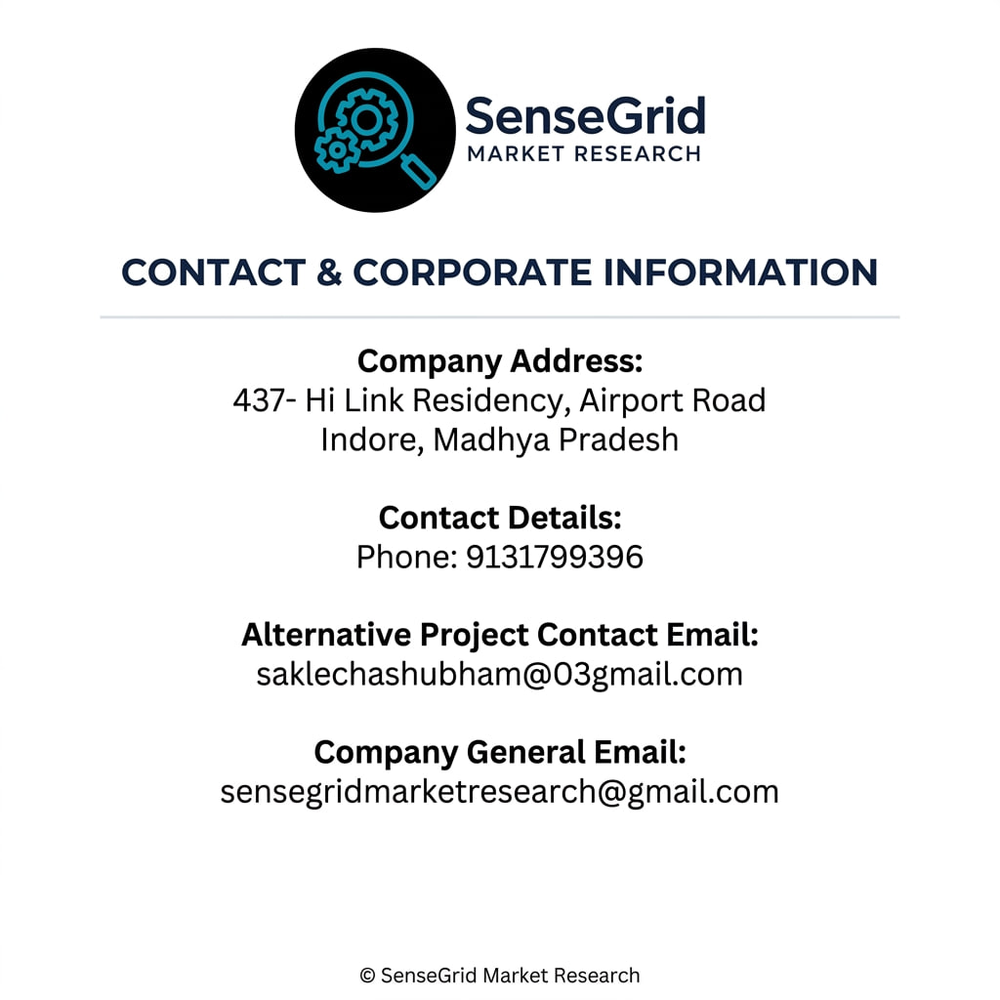 SenseGrid
MARKET RESEARCH
CONTACT & CORPORATE INFORMATION
Company Address:
437- Hi Link Residency, Airport Road
Indore, Madhya Pradesh
Contact Details:
Phone: 9131799396
Alternative Project Contact Email:
saklechashubham@03gmail.com
Company General Email:
sensegridmarketresearch@gmail.com
© SenseGrid Market Research